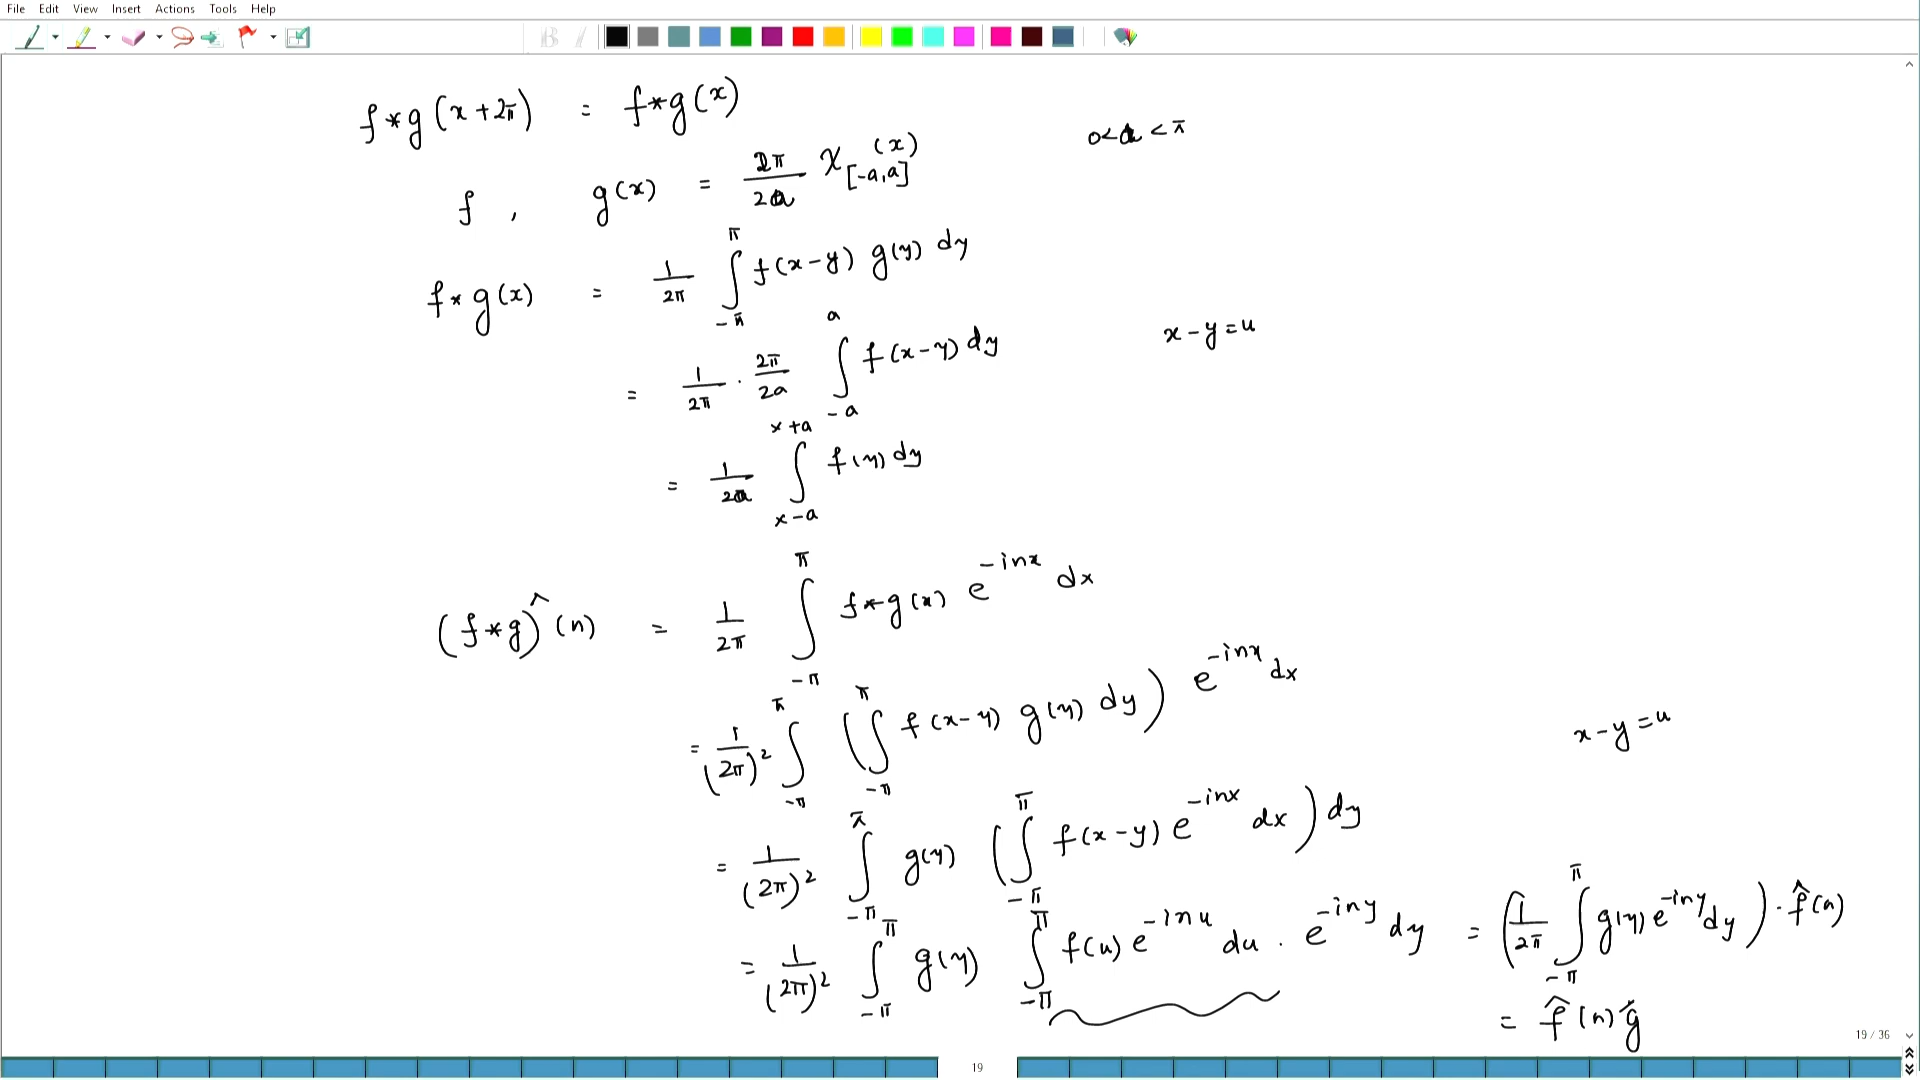 File Edit View Insert Actions Tools Help
f*g(x+2π) = f*g(x)
0<a<π
f, g(x) = 2π/2a χ_[-a,a](x)
f*g(x) = 1/2π ∫_{-π}^{π} f(x-y) g(y) dy
= 1/2π · 2π/2a ∫_{-a}^{a} f(x-y) dy
x-y=u
= 1/2a ∫_{x-a}^{x+a} f(y) dy
(f*g)^(n) = 1/2π ∫_{-π}^{π} f*g(x) e^{-inx} dx
= 1/(2π)² ∫_{-π}^{π} (∫_{-π}^{π} f(x-y) g(y) dy) e^{-inx} dx
x-y=u
= 1/(2π)² ∫_{-π}^{π} g(y) (∫_{-π}^{π} f(x-y) e^{-inx} dx) dy
= 1/(2π)² ∫_{-π}^{π} g(y) ∫_{-π}^{π} f(u) e^{-inu} du · e^{-iny} dy = (1/2π ∫_{-π}^{π} g(y) e^{-iny} dy) · f̂(n)
= f̂(n) ĝ
19 / 36
19